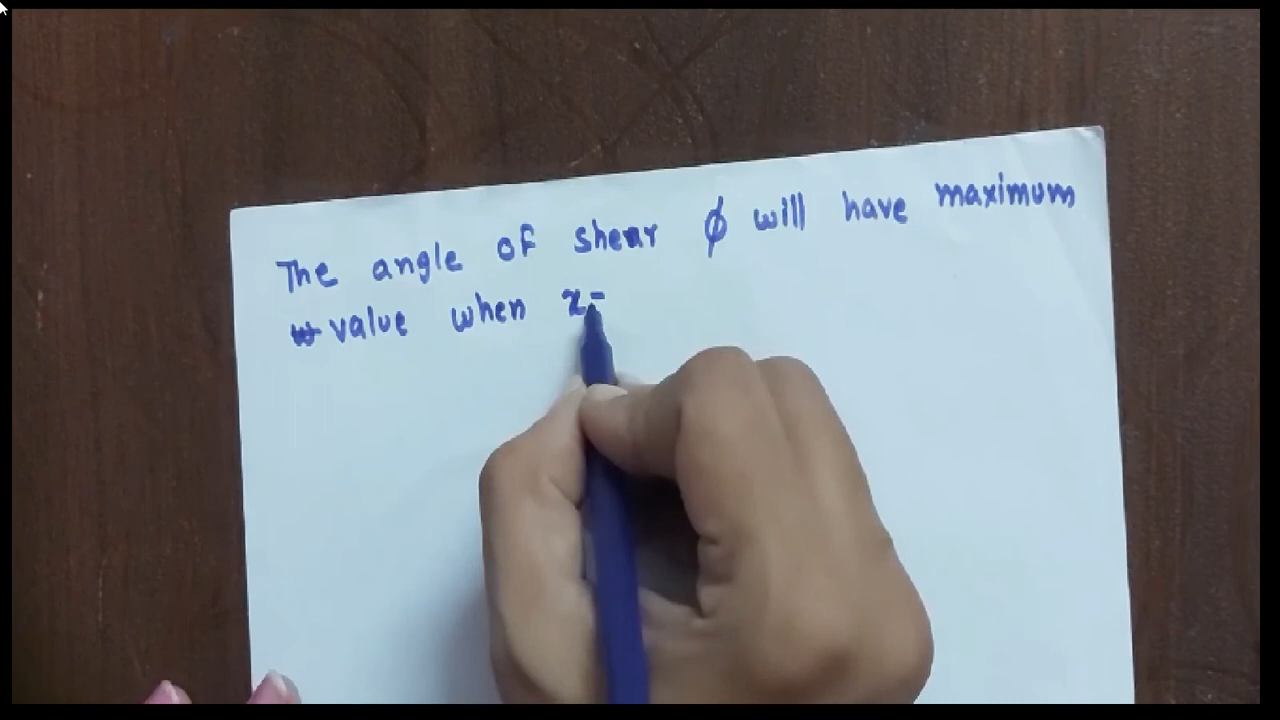 The angle of shear ϕ will have maximum
value when x=